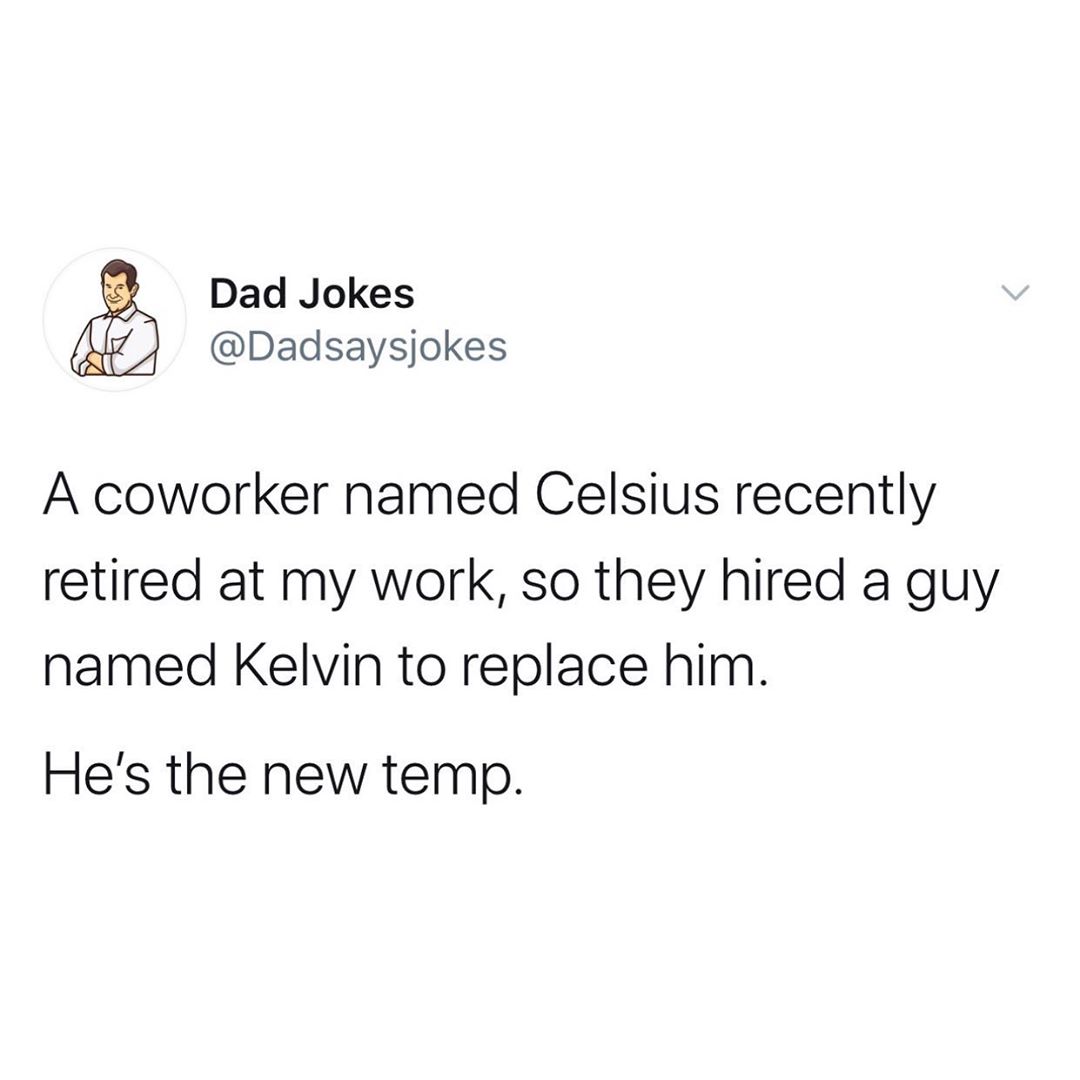 Dad Jokes
@Dadsaysjokes
A coworker named Celsius recently
retired at my work, so they hired a guy
named Kelvin to replace him.
He’s the new temp.